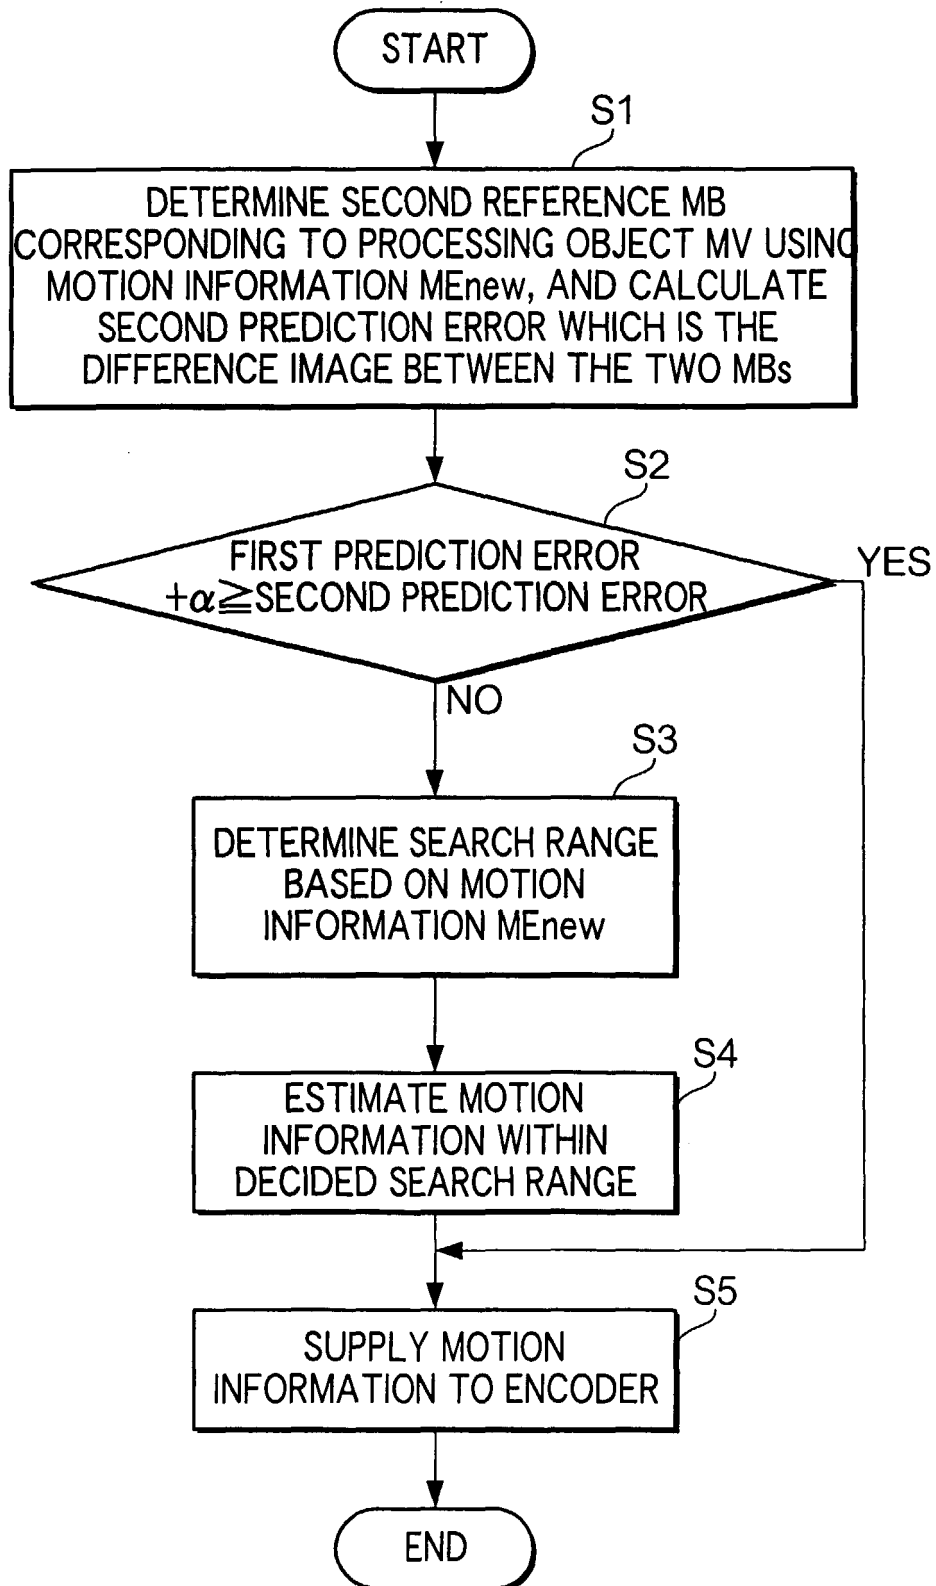 START
S1
DETERMINE SECOND REFERENCE MB
CORRESPONDING TO PROCESSING OBJECT MV USING
MOTION INFORMATION MEnew, AND CALCULATE
SECOND PREDICTION ERROR WHICH IS THE
DIFFERENCE IMAGE BETWEEN THE TWO MBs
S2
FIRST PREDICTION ERROR
+α≧SECOND PREDICTION ERROR
YES
NO
S3
DETERMINE SEARCH RANGE
BASED ON MOTION
INFORMATION MEnew
S4
ESTIMATE MOTION
INFORMATION WITHIN
DECIDED SEARCH RANGE
S5
SUPPLY MOTION
INFORMATION TO ENCODER
END